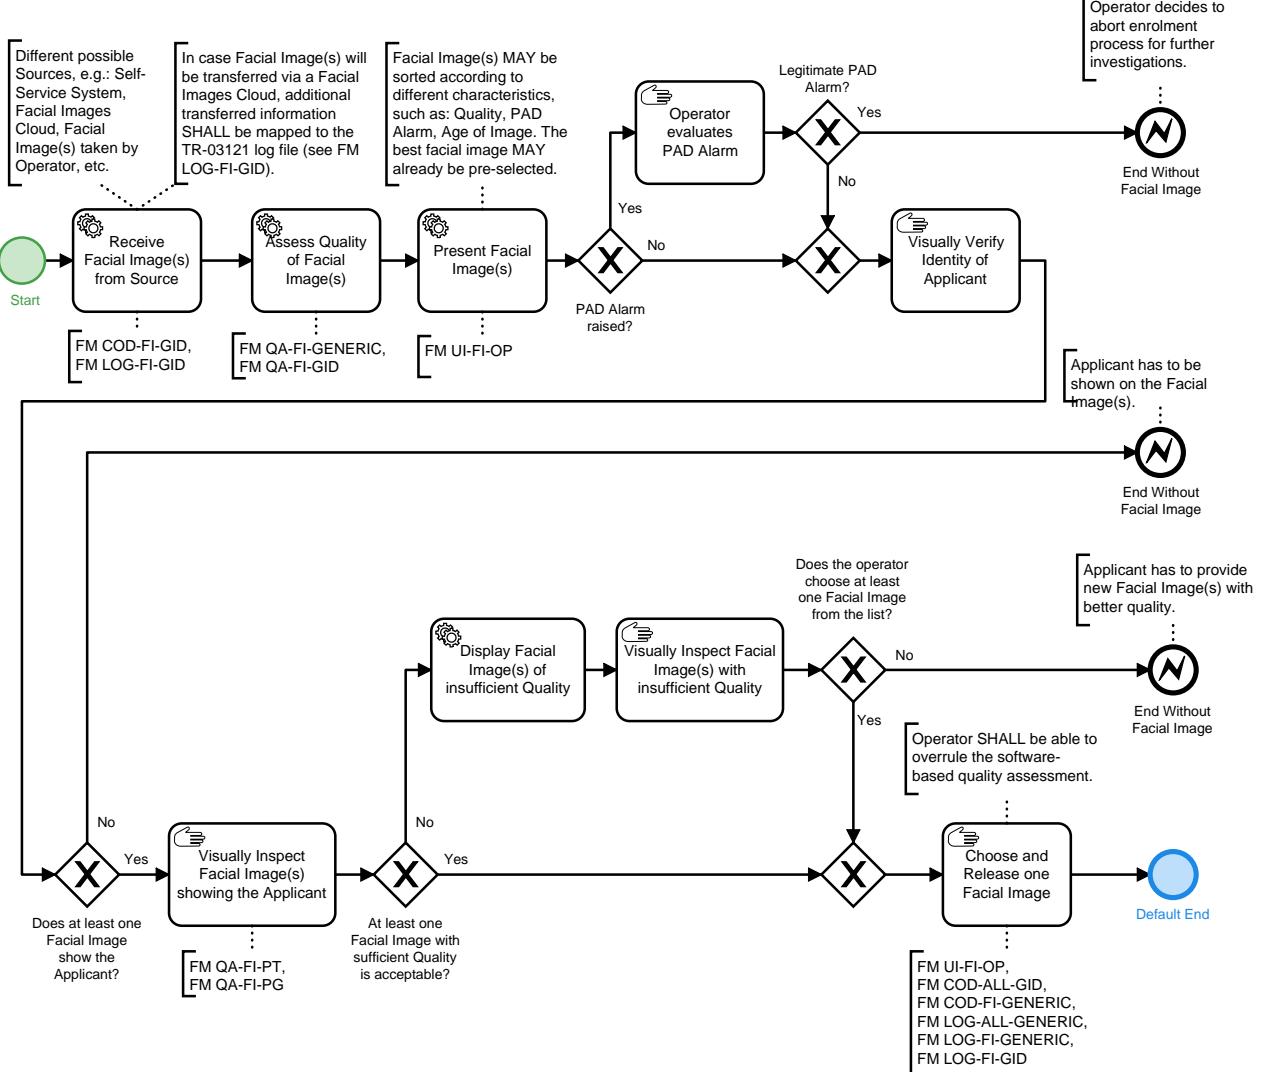 Operator decides to
abort enrolment
process for further
investigations.
Different possible
Sources, e.g.: Self-
Service System,
Facial Images
Cloud, Facial
Image(s) taken by
Operator, etc.
In case Facial Image(s) will
be transferred via a Facial
Images Cloud, additional
transferred information
SHALL be mapped to the
TR-03121 log file (see FM
LOG-FI-GID).
Facial Image(s) MAY be
sorted according to
different characteristics,
such as: Quality, PAD
Alarm, Age of Image. The
best facial image MAY
already be pre-selected.
Operator
evaluates
PAD Alarm
Legitimate PAD
Alarm?
Yes
End Without
Facial Image
No
Yes
Start
Receive
Facial Image(s)
from Source
Assess Quality
of Facial
Image(s)
Present Facial
Image(s)
No
PAD Alarm
raised?
Visually Verify
Identity of
Applicant
FM COD-FI-GID,
FM LOG-FI-GID
FM QA-FI-GENERIC,
FM QA-FI-GID
FM UI-FI-OP
Applicant has to be
shown on the Facial
Image(s).
End Without
Facial Image
Does the operator
choose at least
one Facial Image
from the list?
Applicant has to provide
new Facial Image(s) with
better quality.
Display Facial
Image(s) of
insufficient Quality
Visually Inspect Facial
Image(s) with
insufficient Quality
No
End Without
Facial Image
Yes
Operator SHALL be able to
overrule the software-
based quality assessment.
No
Yes
Does at least one
Facial Image
show the
Applicant?
Visually Inspect
Facial Image(s)
showing the Applicant
No
Yes
At least one
Facial Image with
sufficient Quality
is acceptable?
Choose and
Release one
Facial Image
Default End
FM QA-FI-PT,
FM QA-FI-PG
FM UI-FI-OP,
FM COD-ALL-GID,
FM COD-FI-GENERIC,
FM LOG-ALL-GENERIC,
FM LOG-FI-GENERIC,
FM LOG-FI-GID